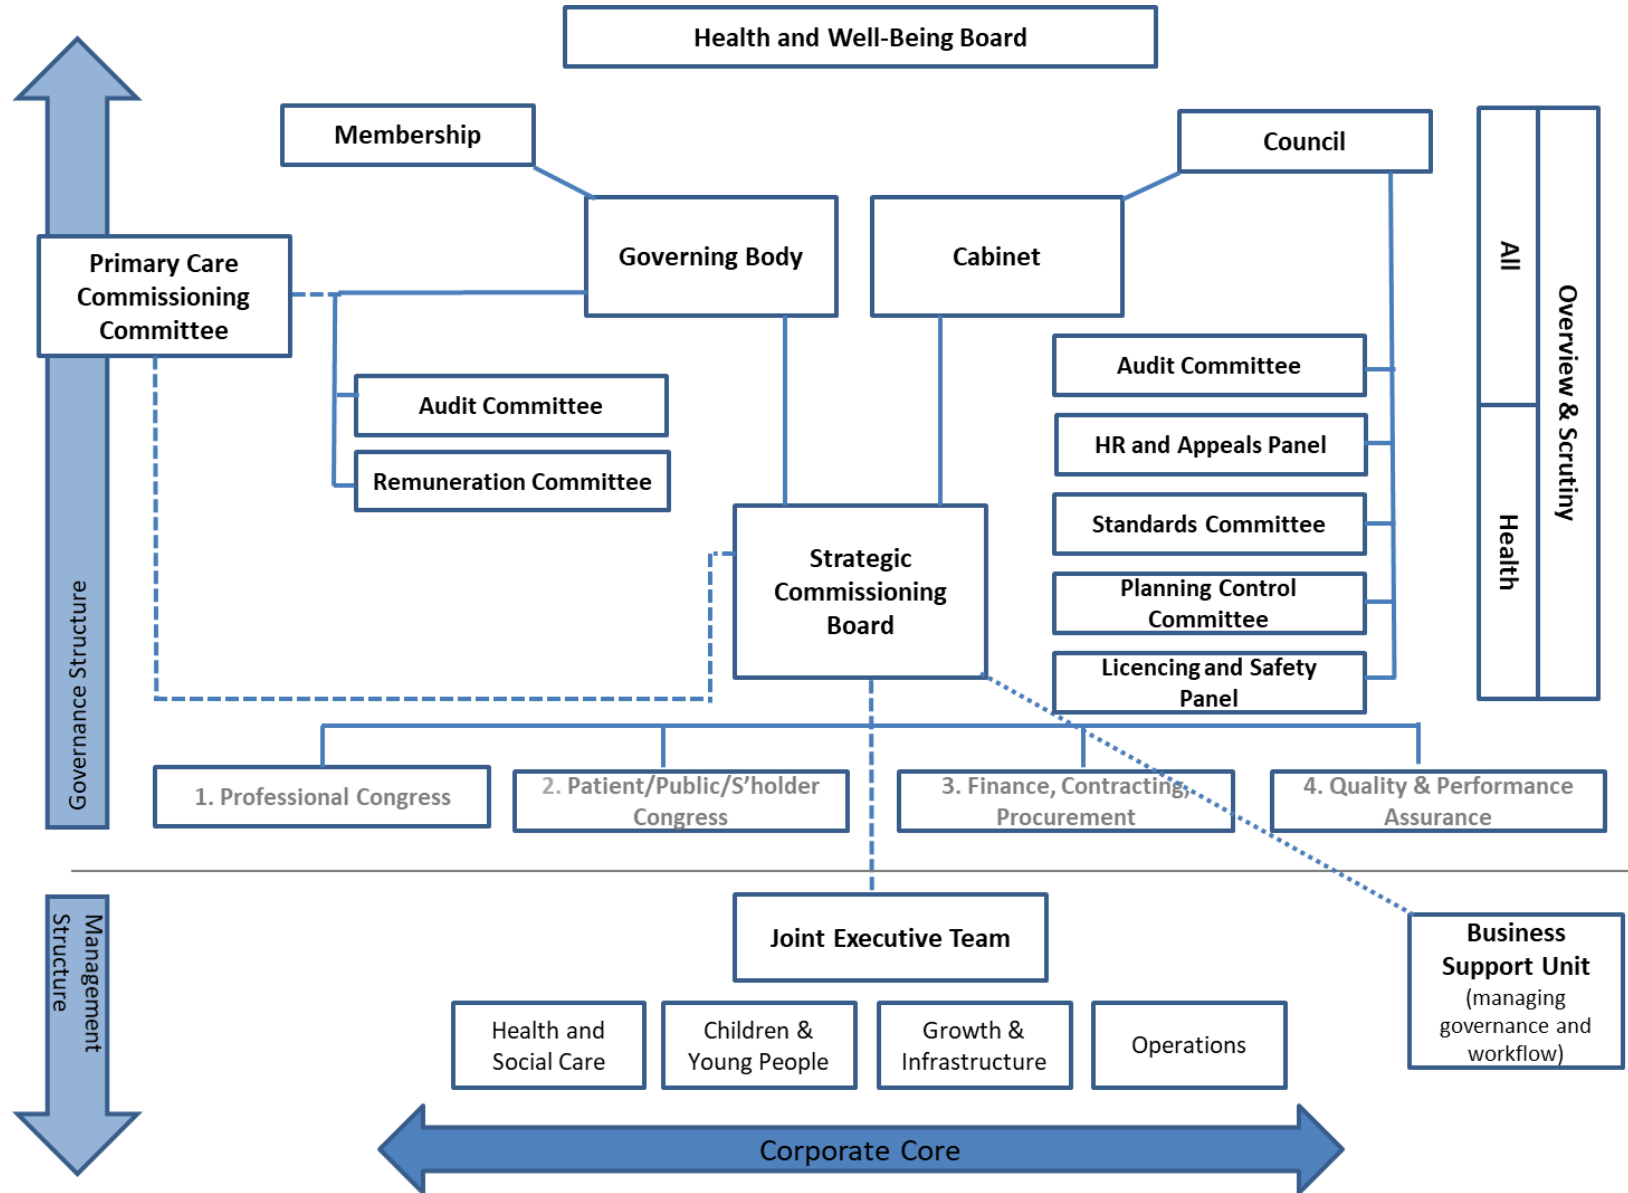 Health and Well-Being Board
Membership
Council
Governing Body
Cabinet
Primary Care
Commissioning
Committee
Audit Committee
Remuneration Committee
Audit Committee
HR and Appeals Panel
Standards Committee
Planning Control
Committee
Licencing and Safety
Panel
All
Health
Overview & Scrutiny
Strategic
Commissioning
Board
Governance Structure
1. Professional Congress
2. Patient/Public/S'holder
Congress
3. Finance, Contracting,
Procurement
4. Quality & Performance
Assurance
Management
Structure
Joint Executive Team
Business
Support Unit
(managing
governance and
workflow)
Health and
Social Care
Children &
Young People
Growth &
Infrastructure
Operations
Corporate Core